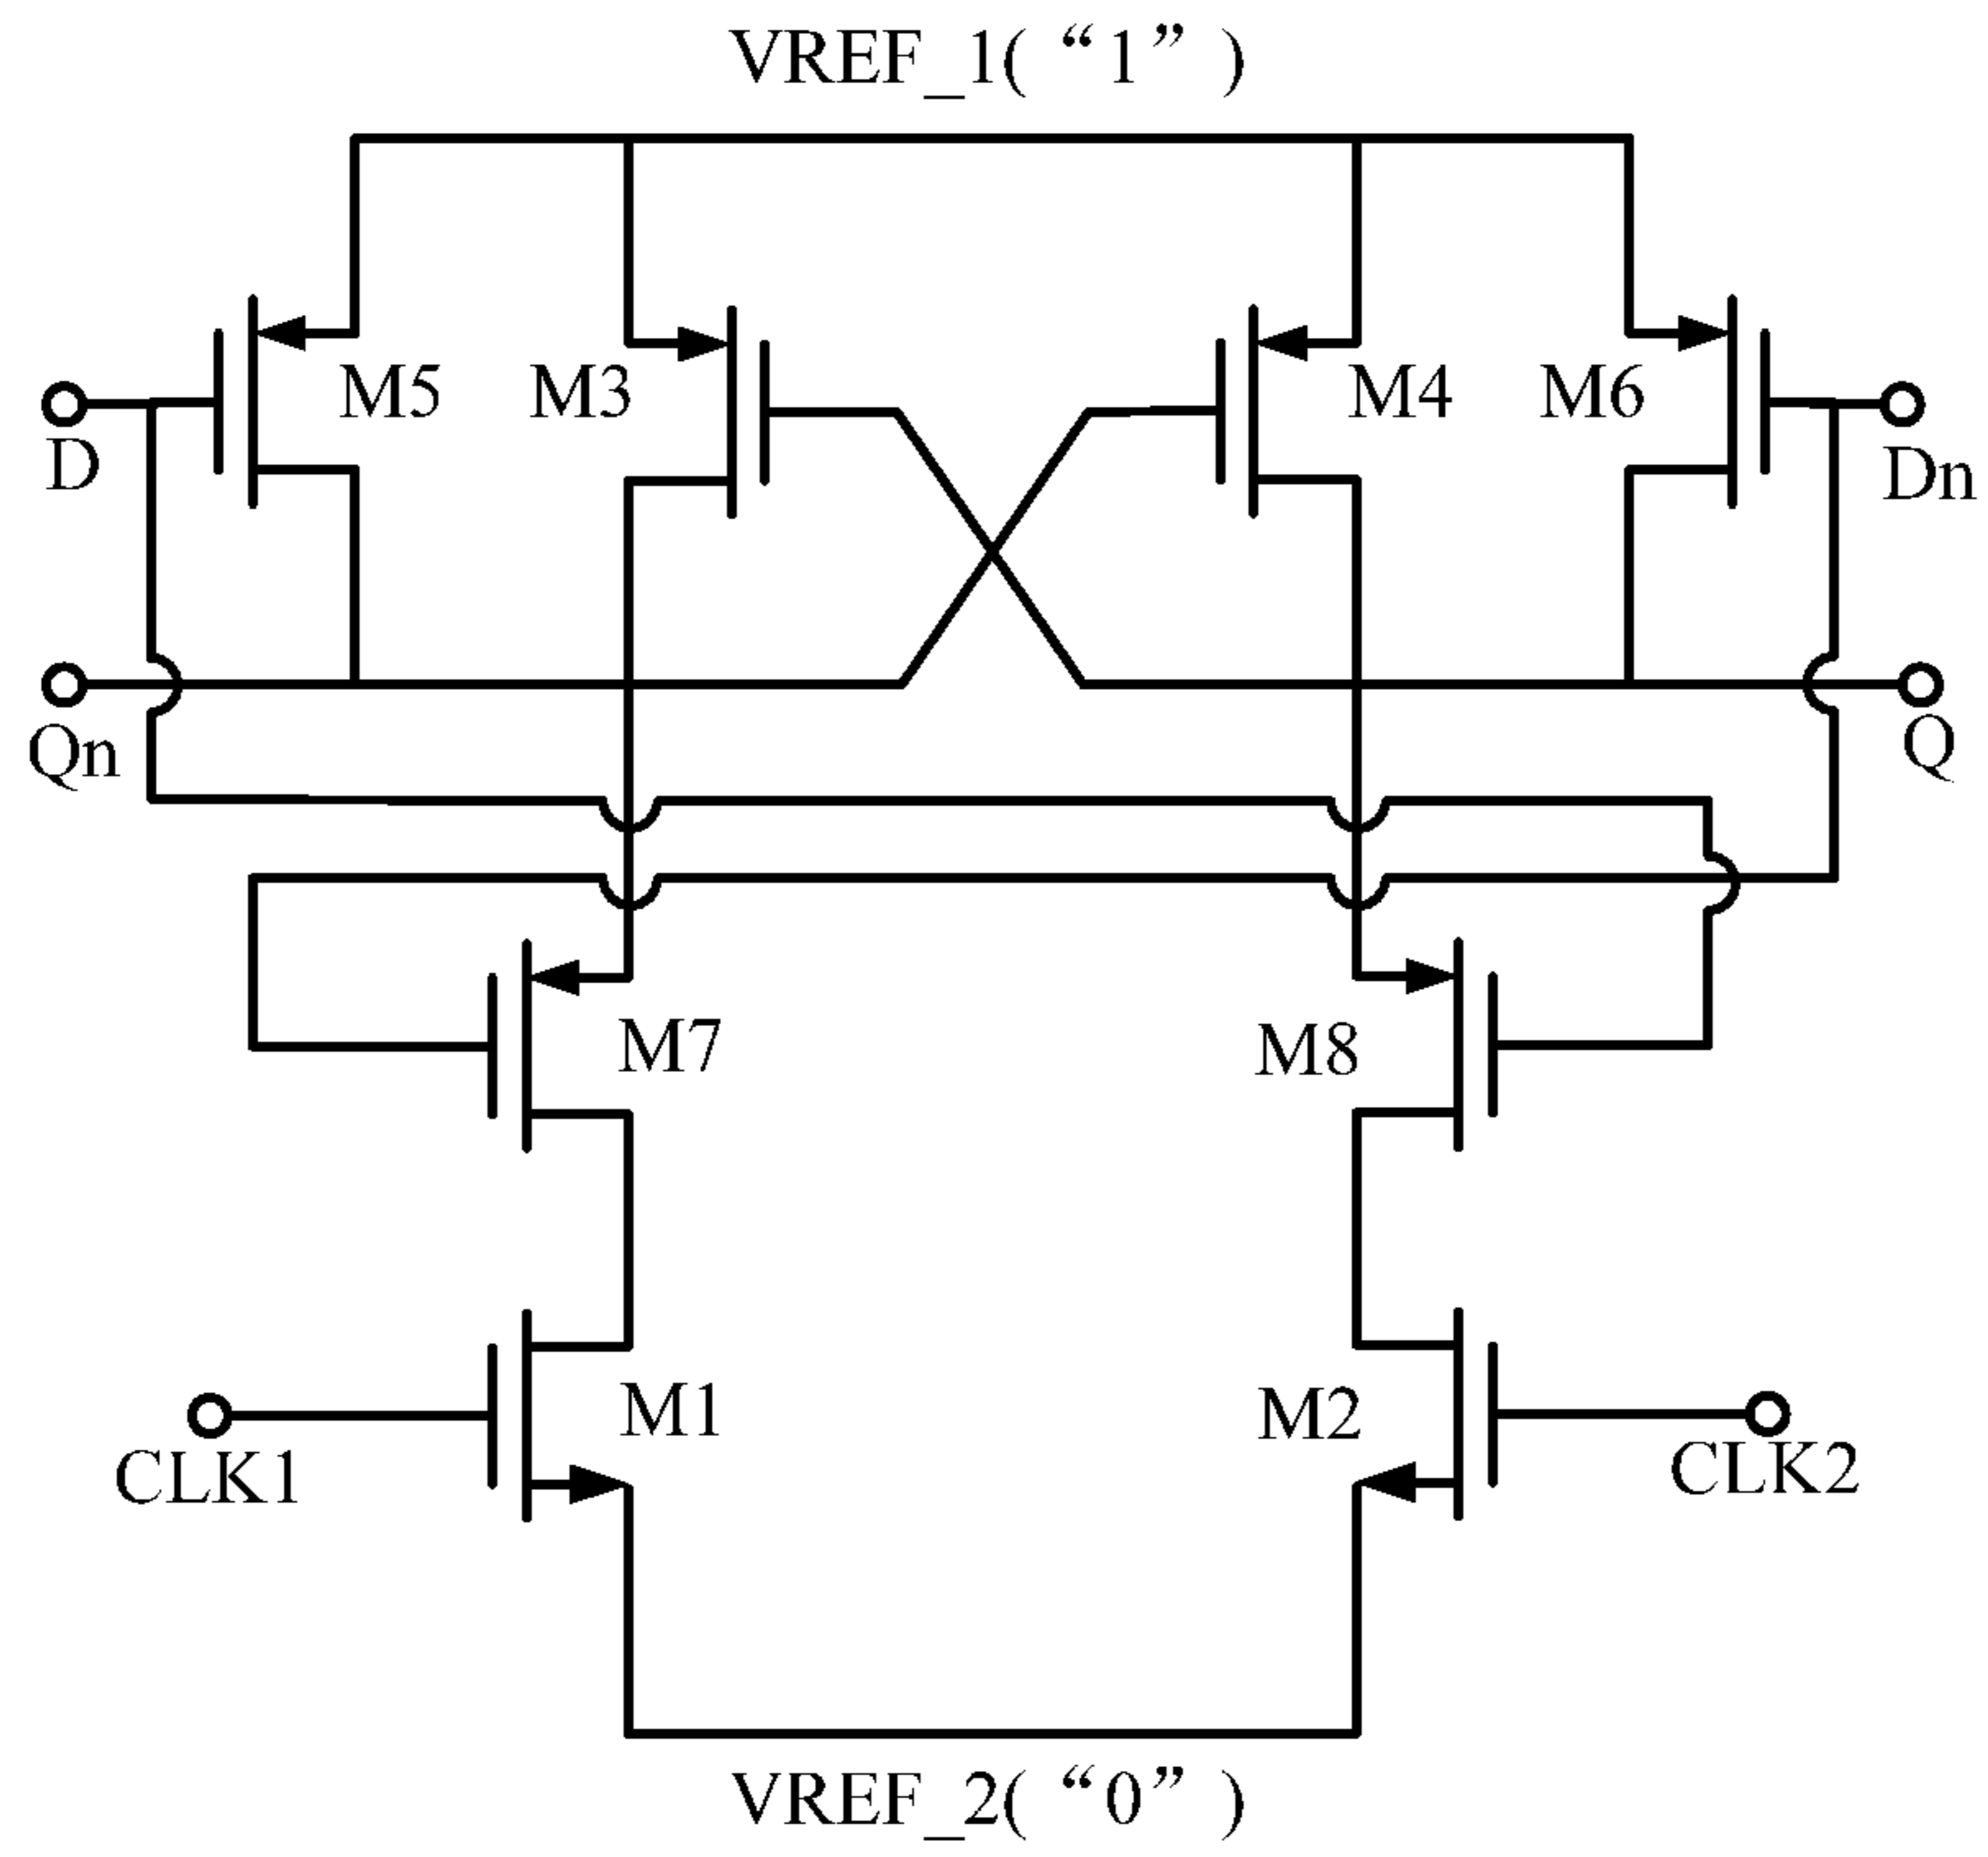 VREF_1(“1”)
M5
M3
M4
M6
D
Dn
Qn
Q
M7
M8
M1
M2
CLK1
CLK2
VREF_2(“0”)